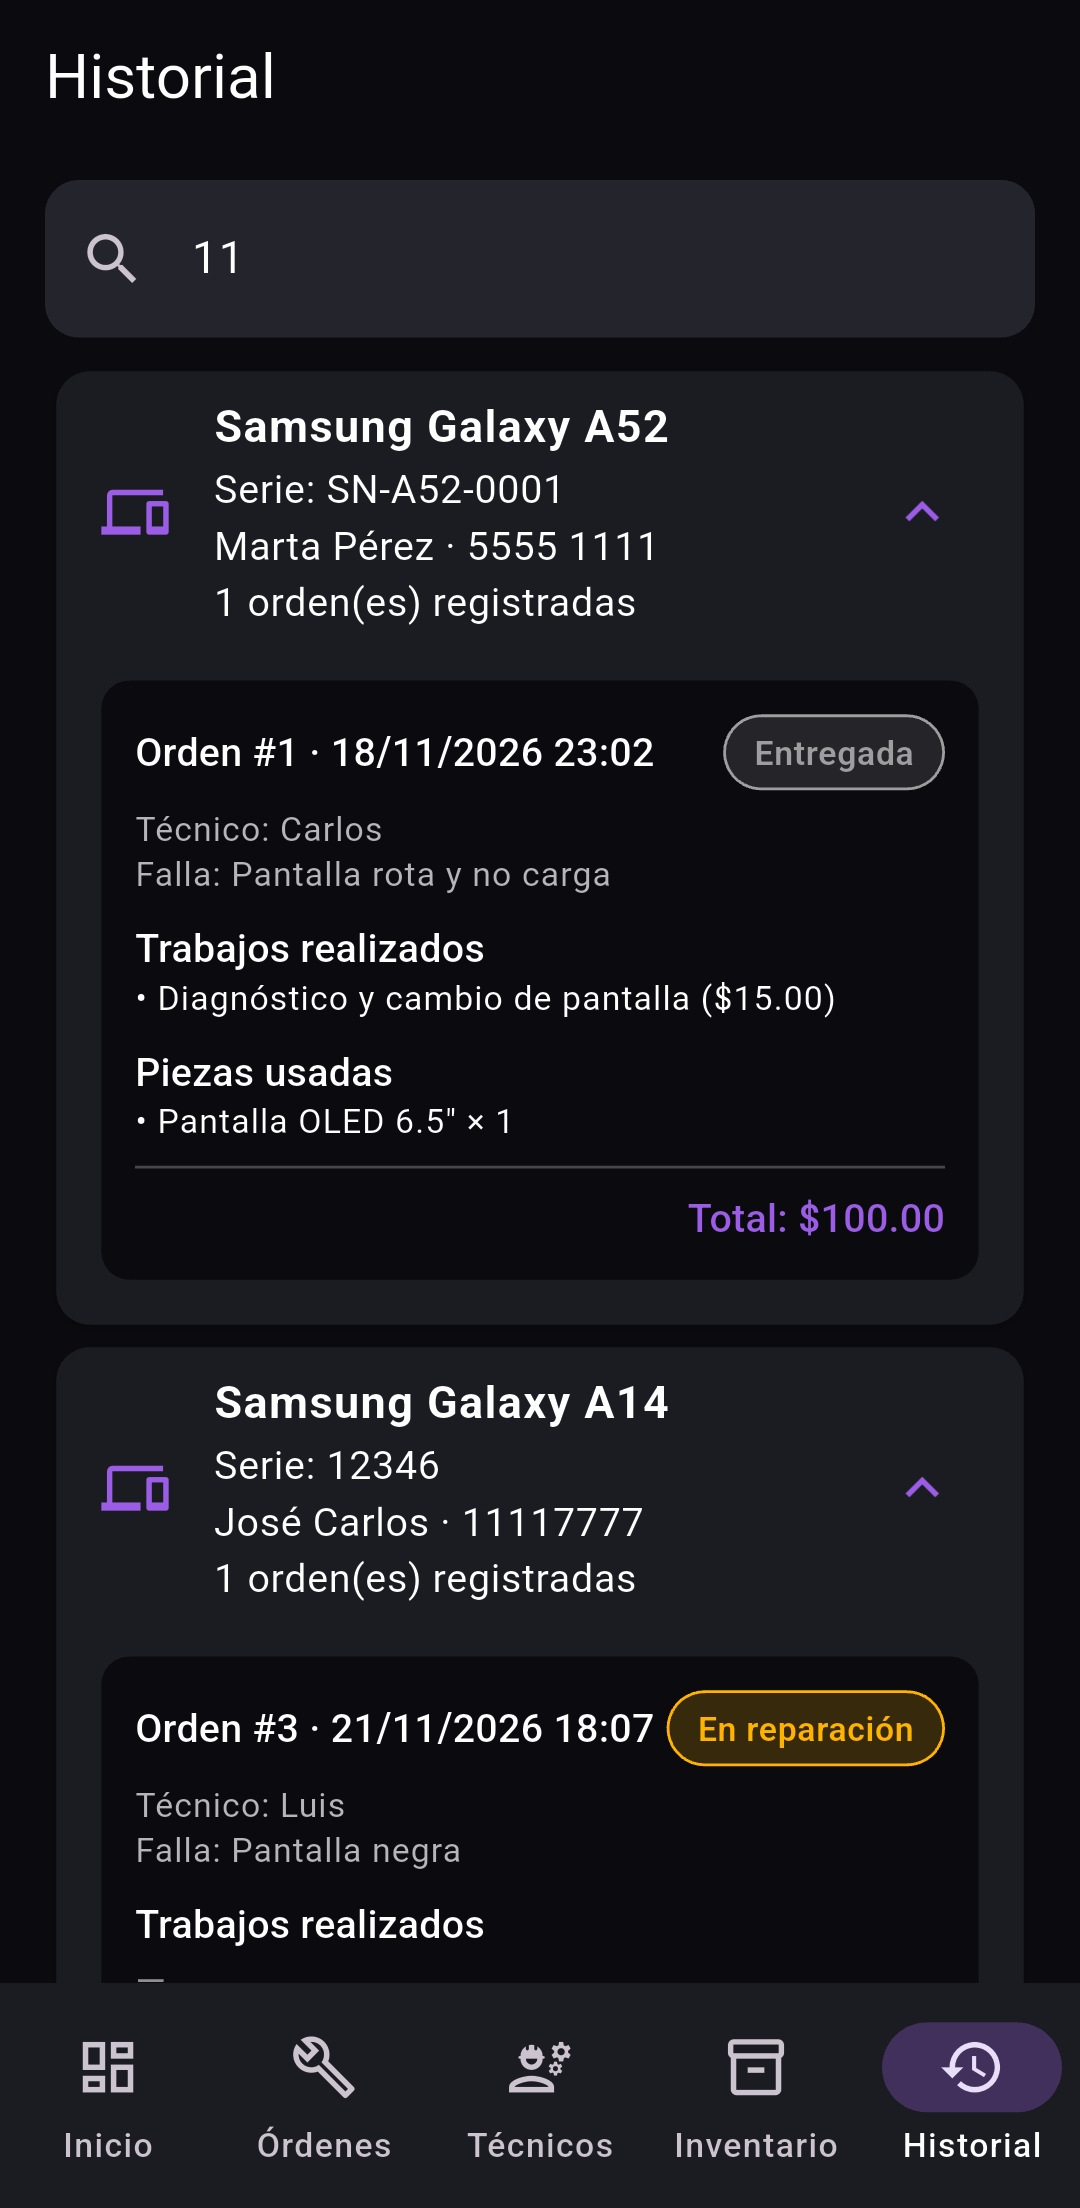 Historial
11
Samsung Galaxy A52
Serie: SN-A52-0001
Marta Pérez · 5555 1111
1 orden(es) registradas
Orden #1 · 18/11/2026 23:02
Entregada
Técnico: Carlos
Falla: Pantalla rota y no carga
Trabajos realizados
• Diagnóstico y cambio de pantalla ($15.00)
Piezas usadas
• Pantalla OLED 6.5" × 1
Total: $100.00
Samsung Galaxy A14
Serie: 12346
José Carlos · 11117777
1 orden(es) registradas
Orden #3 · 21/11/2026 18:07
En reparación
Técnico: Luis
Falla: Pantalla negra
Trabajos realizados
Inicio
Órdenes
Técnicos
Inventario
Historial